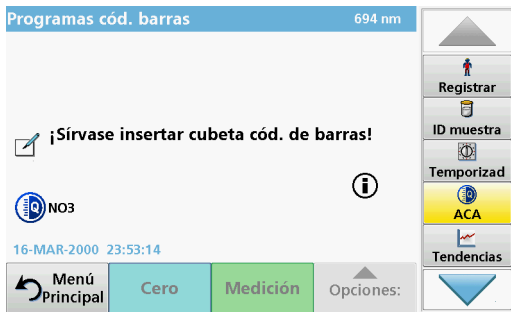 Programas cód. barras 694 nm
¡Sírvase insertar cubeta cód. de barras!
NO3
16-MAR-2000 23:53:14
Menú Principal
Cero
Medición
Opciones:
Registrar
ID muestra
Temporizad
ACA
Tendencias